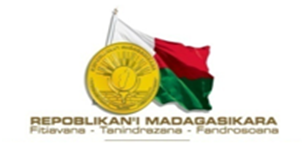 REPOBLIKAN'I MADAGASIKARA
Fitiavana - Tanindrazana - Fandrosoana